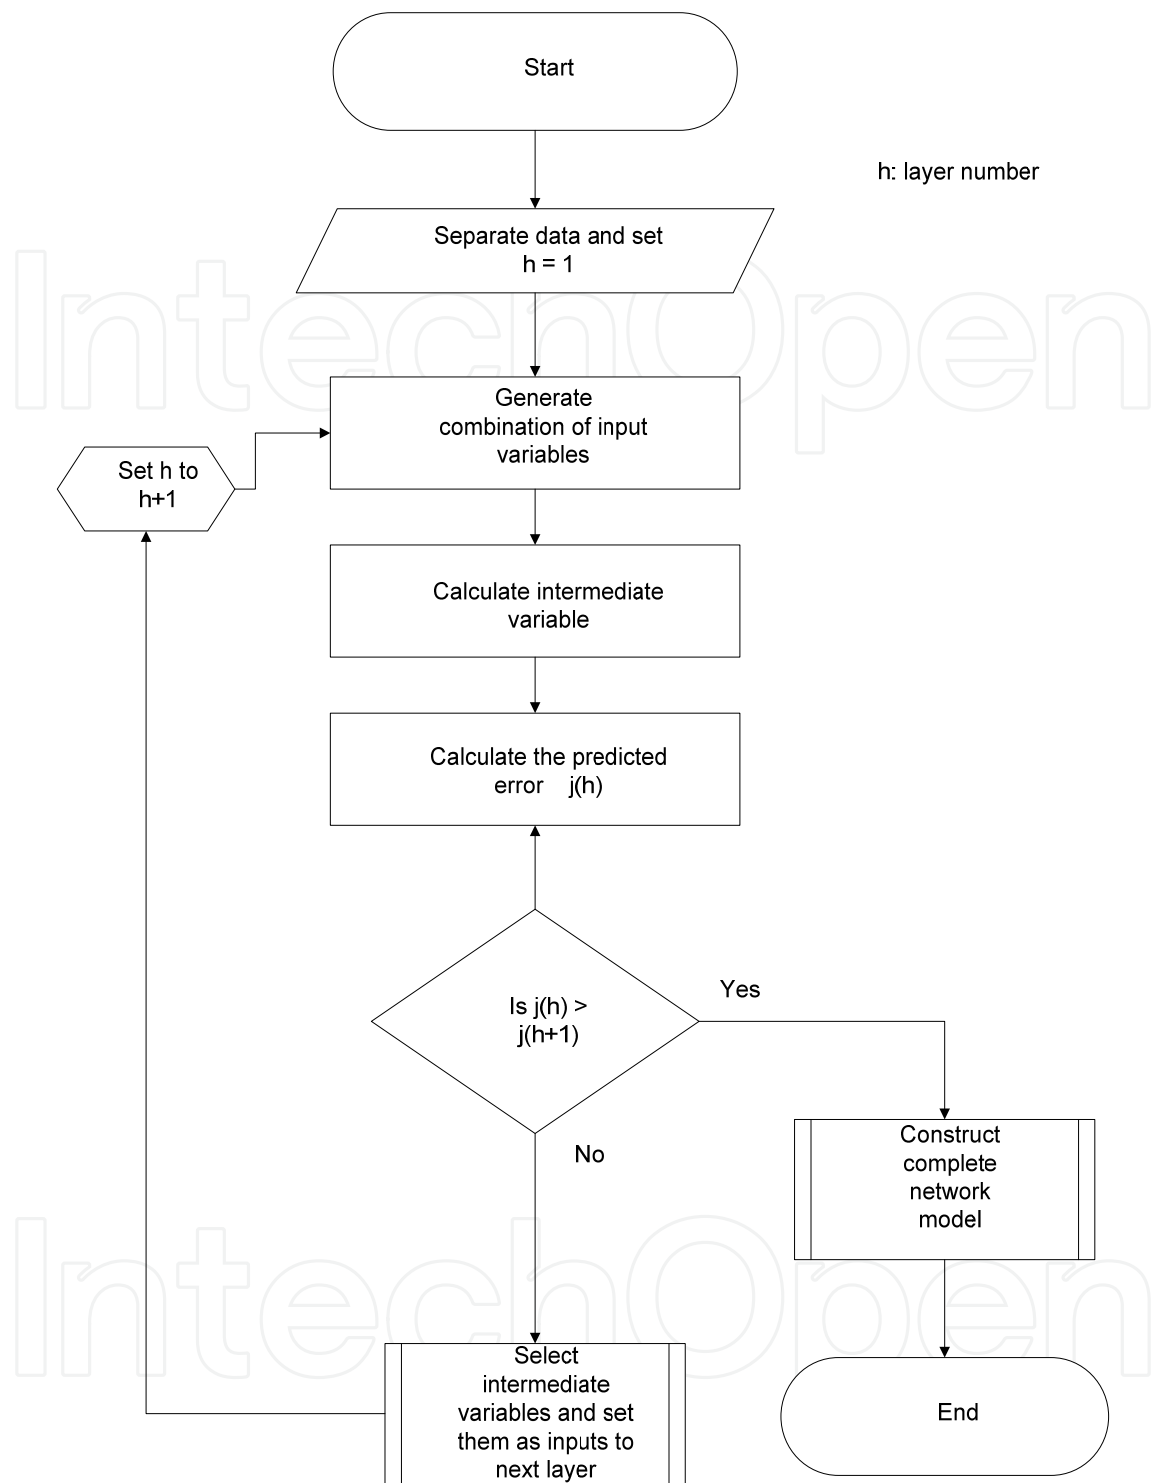 Start
h: layer number
Separate data and set
h = 1
Generate
combination of input
variables
Set h to
h+1
Calculate intermediate
variable
Calculate the predicted
error j(h)
Is j(h) >
j(h+1)
Yes
No
Construct
complete
network
model
Select
intermediate
variables and set
them as inputs to
next layer
End
IntechOpen
IntechOpen